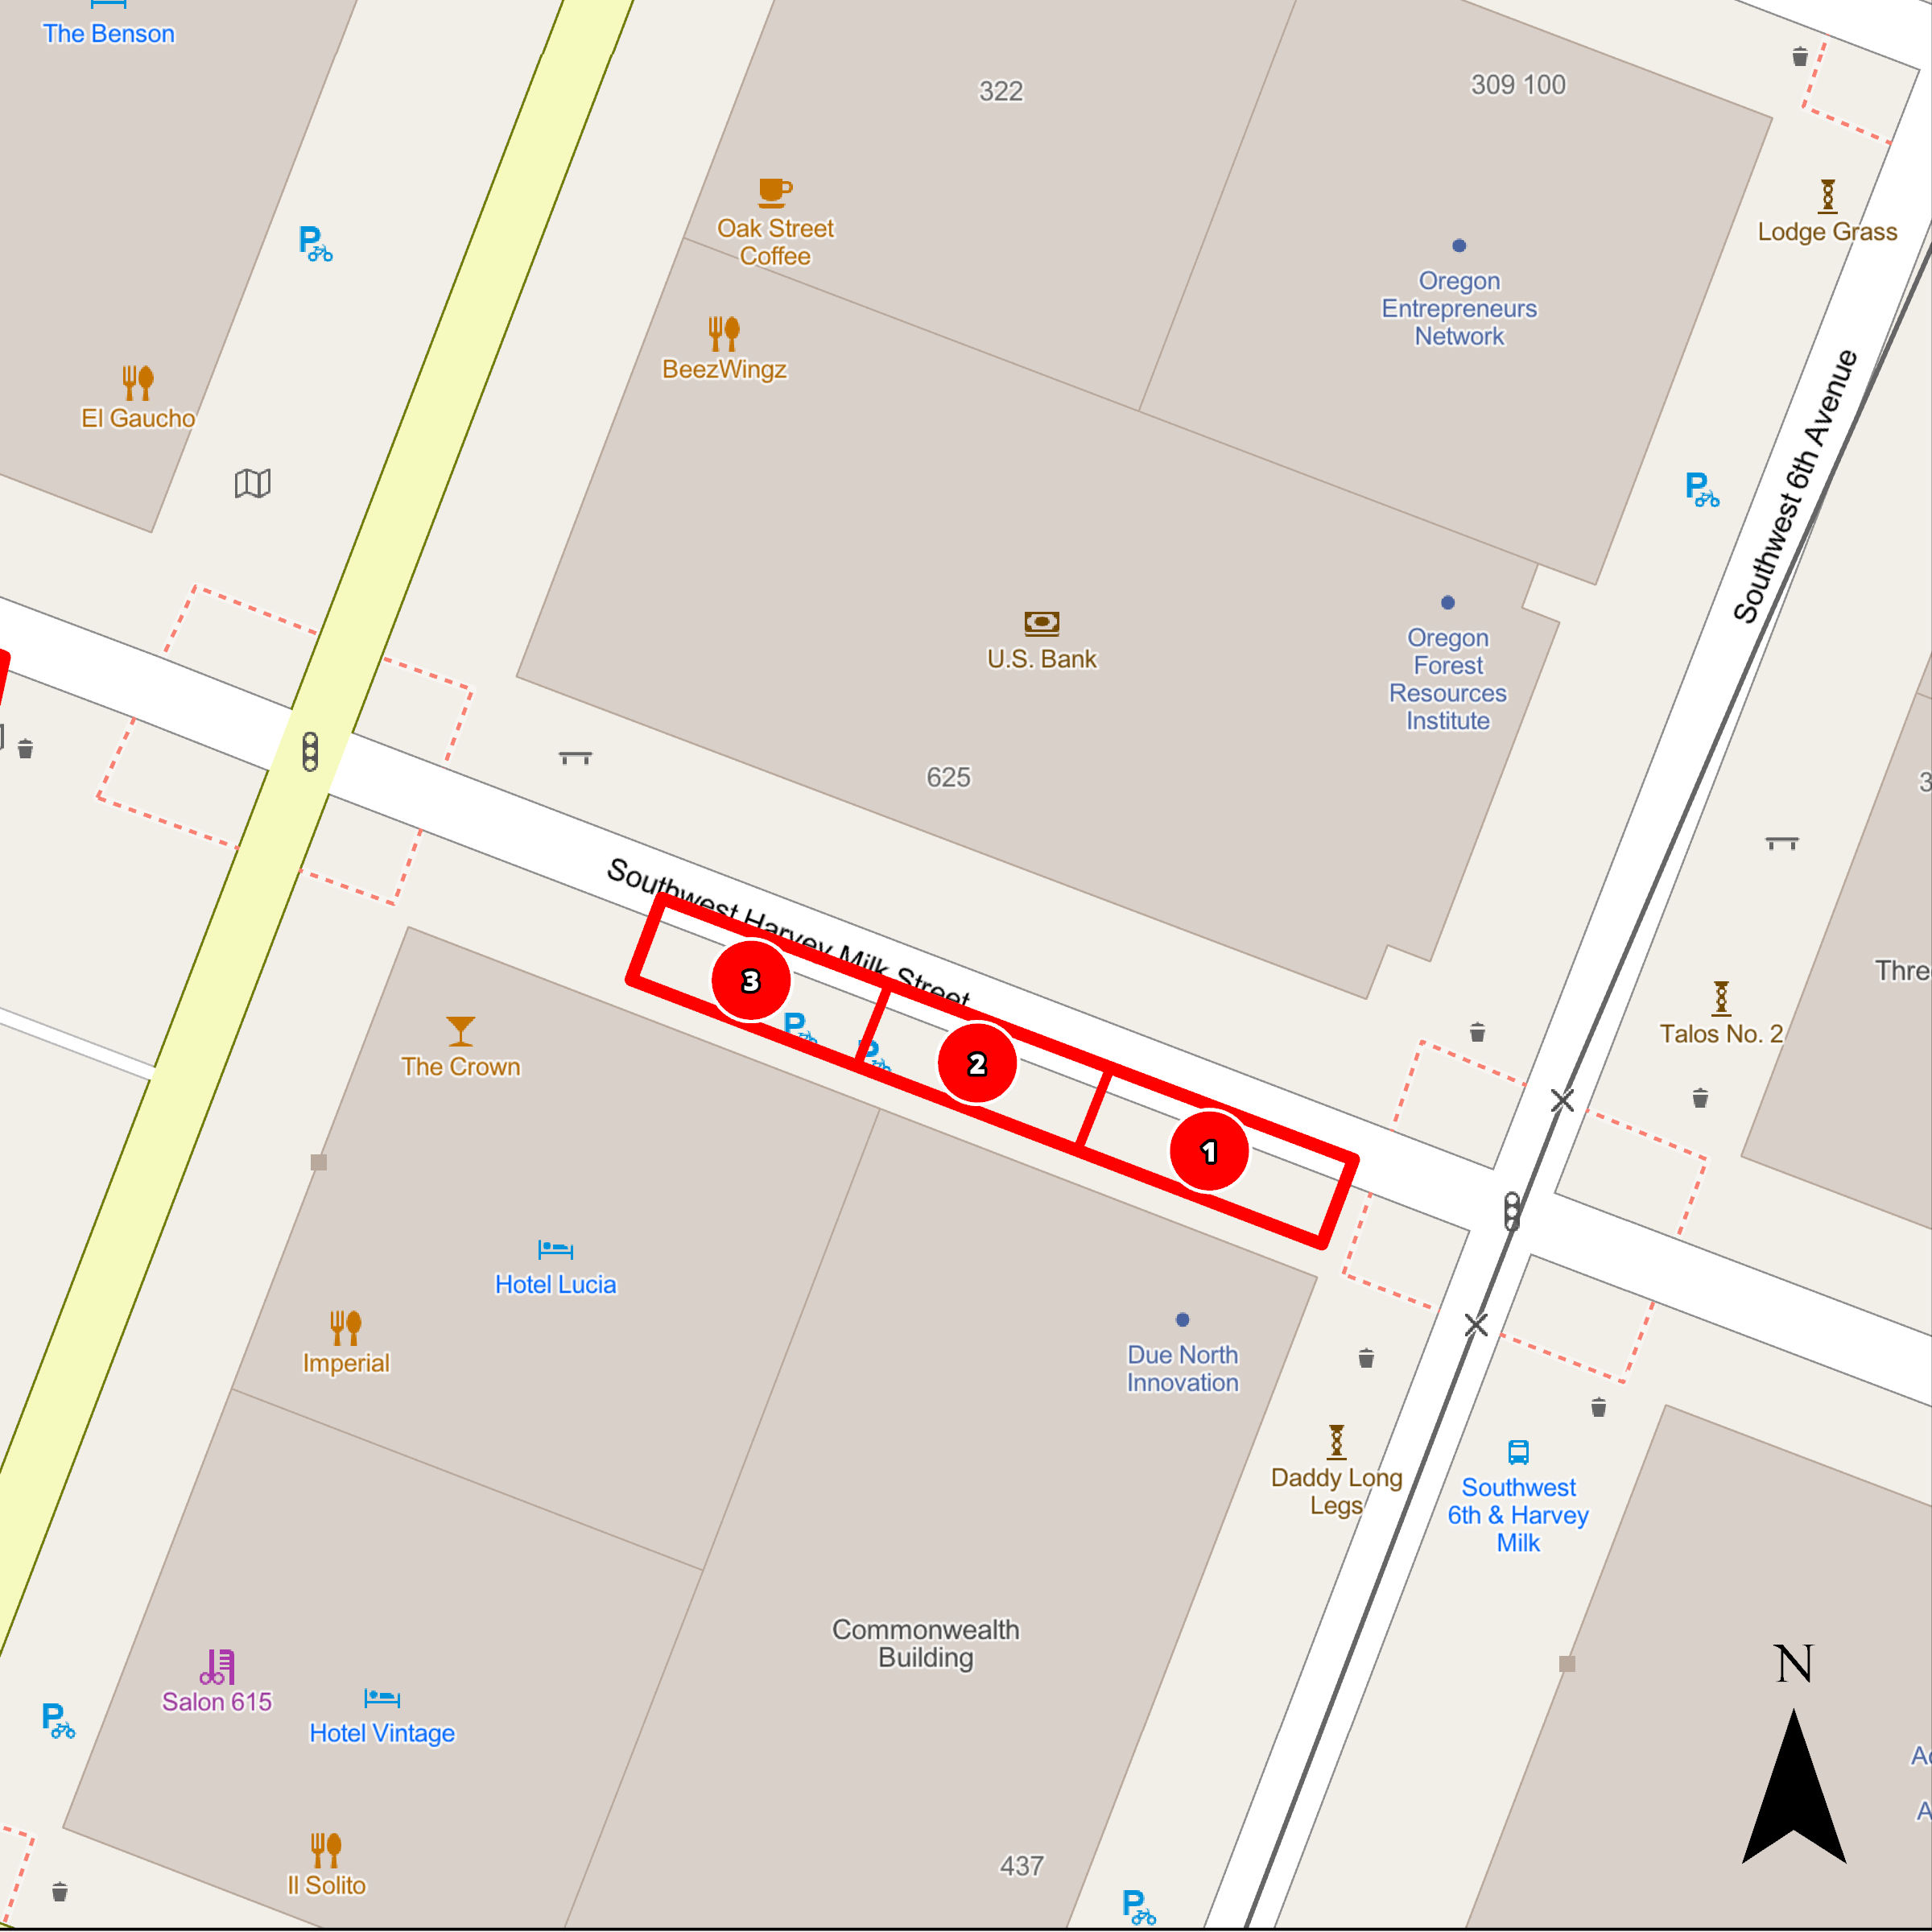 The Benson
322
309 100
Oak Street
Coffee
Lodge Grass
Oregon
Entrepreneurs
Network
BeezWingz
El Gaucho
Southwest 6th Avenue
P
P
U.S. Bank
Oregon
Forest
Resources
Institute
625
3
Southwest Harvey Milk Street
Thre
3
P
P
2
1
The Crown
Talos No. 2
Hotel Lucia
Imperial
Due North
Innovation
Daddy Long
Legs
Southwest
6th & Harvey
Milk
Commonwealth
Building
N
Salon 615
Hotel Vintage
P
A
Il Solito
437
P